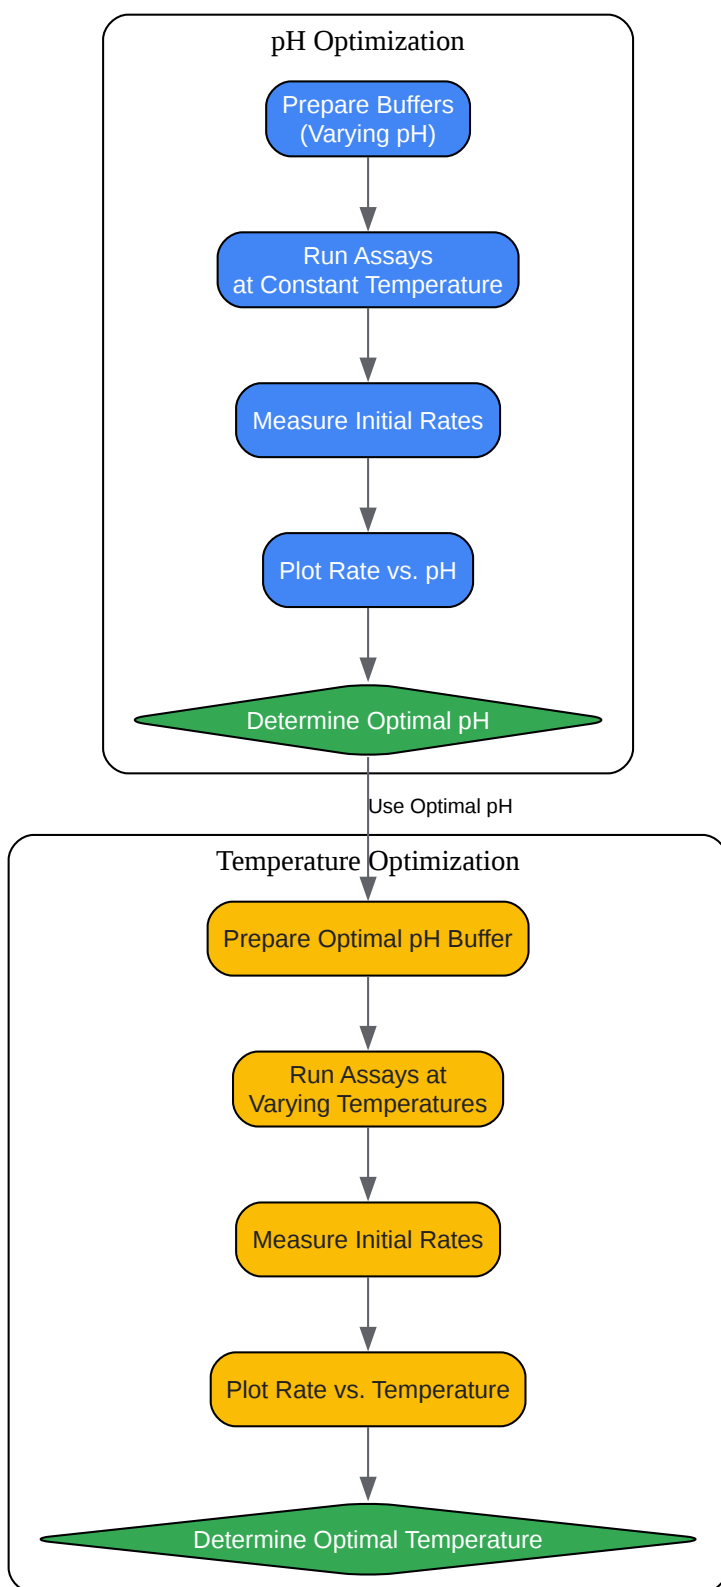 pH Optimization
Prepare Buffers
(Varying pH)
Run Assays
at Constant Temperature
Measure Initial Rates
Plot Rate vs. pH
Determine Optimal pH
Use Optimal pH
Temperature Optimization
Prepare Optimal pH Buffer
Run Assays at
Varying Temperatures
Measure Initial Rates
Plot Rate vs. Temperature
Determine Optimal Temperature